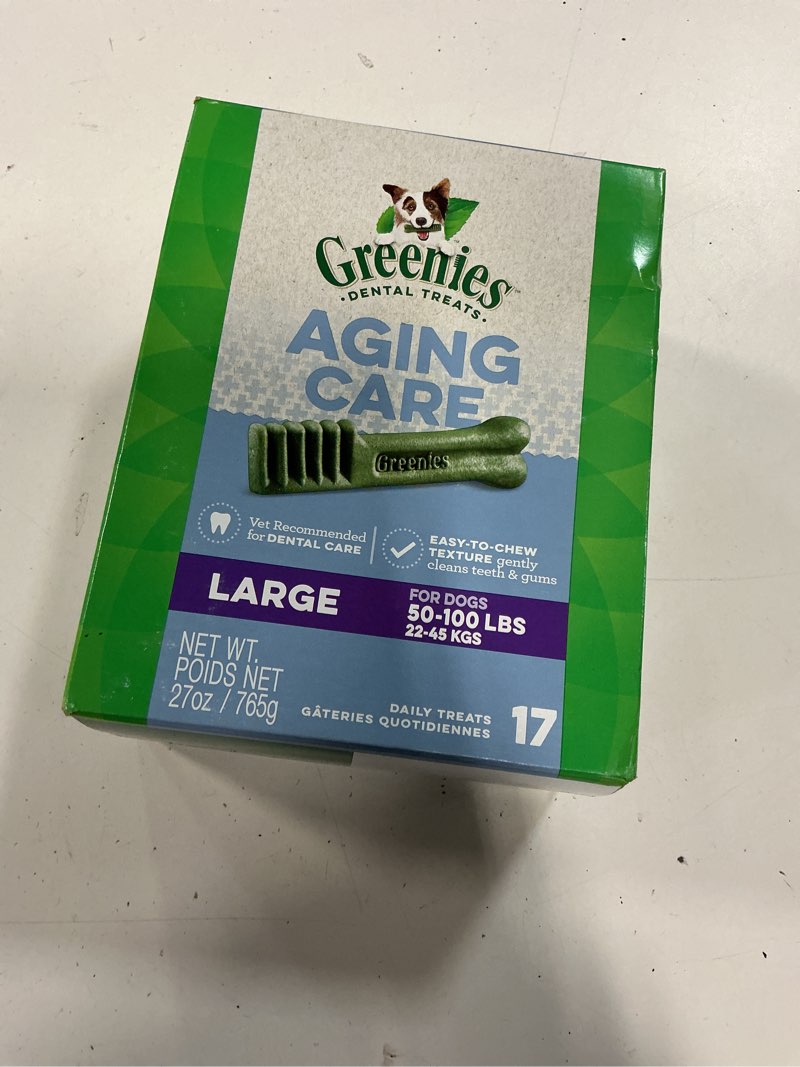 Greenies™
• DENTAL TREATS •
AGING
CARE
Greenies
Vet Recommended
for DENTAL CARE
EASY-TO-CHEW
TEXTURE gently
cleans teeth & gums
LARGE
FOR DOGS
50-100 LBS
22-45 KGS
NET WT.
POIDS NET
27oz / 765g
DAILY TREATS
GÂTERIES QUOTIDIENNES
17